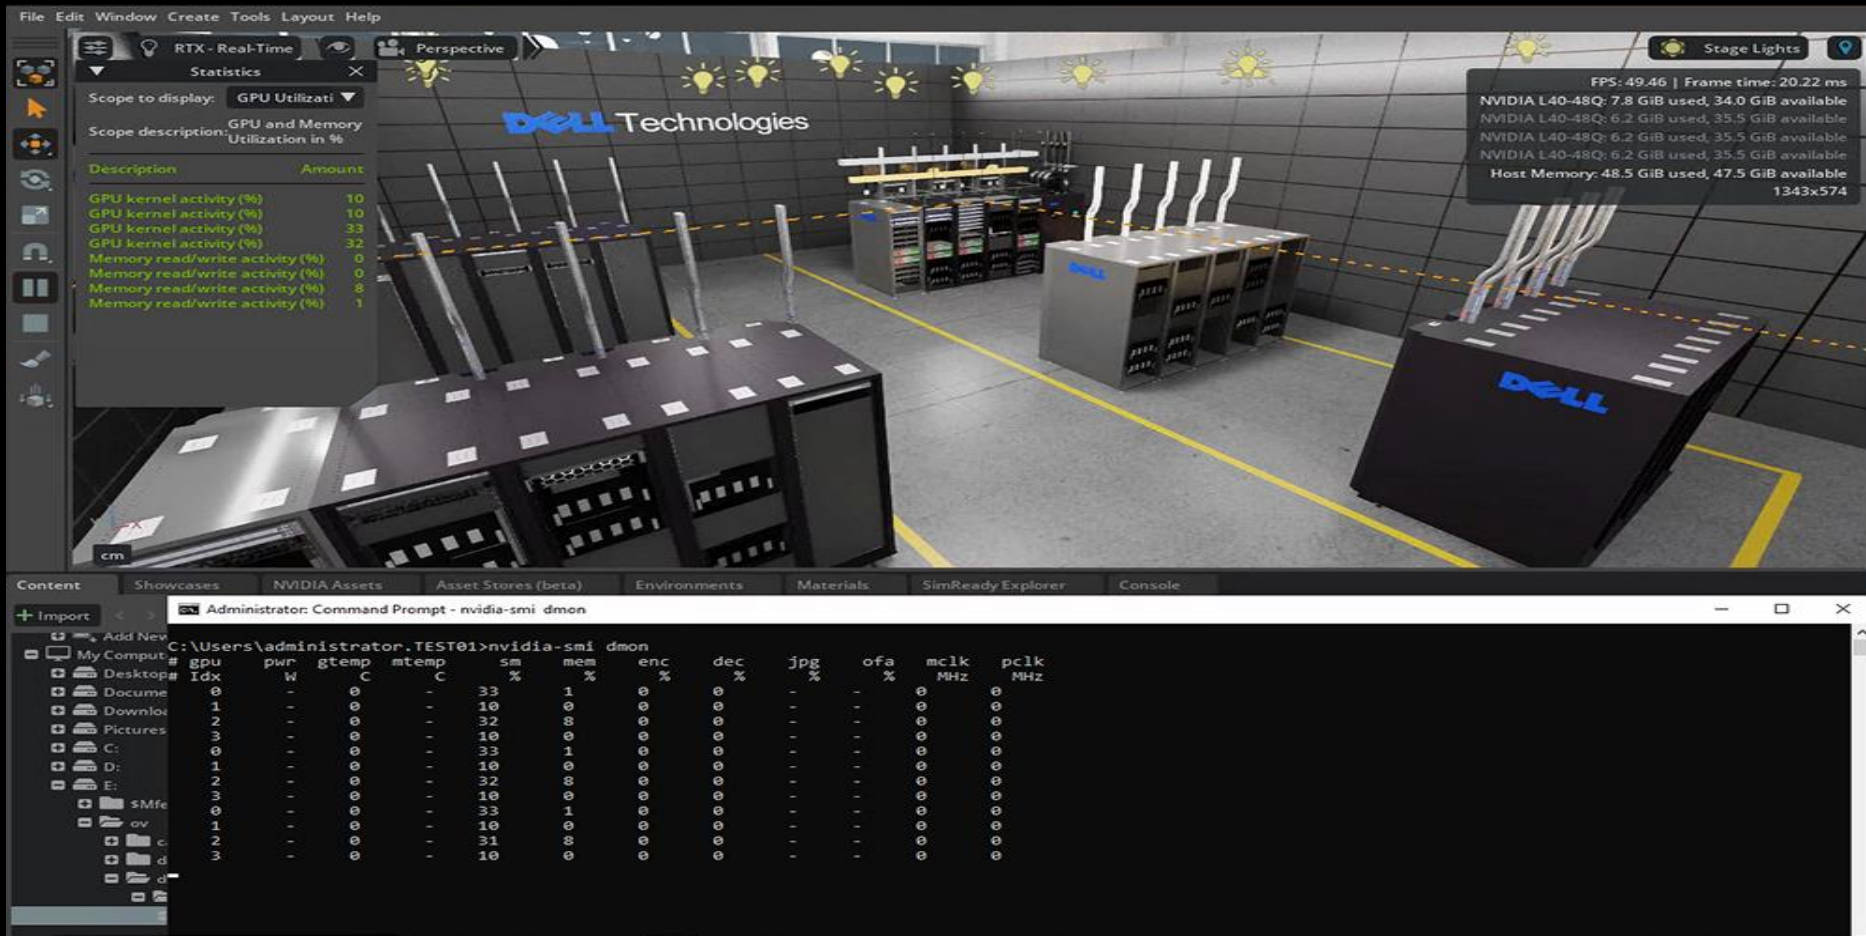 File Edit Window Create Tools Layout Help
RTX - Real-Time
Perspective
Stage Lights
Statistics
Scope to display: GPU Utilizati
Scope description: GPU and Memory
Utilization in %
Description Amount
GPU kernel activity (%) 10
GPU kernel activity (%) 10
GPU kernel activity (%) 33
GPU kernel activity (%) 32
Memory read/write activity (%) 0
Memory read/write activity (%) 0
Memory read/write activity (%) 8
Memory read/write activity (%) 1
FPS: 49.46 | Frame time: 20.22 ms
NVIDIA L40-48Q: 7.8 GiB used, 34.0 GiB available
NVIDIA L40-48Q: 6.2 GiB used, 35.5 GiB available
NVIDIA L40-48Q: 6.2 GiB used, 35.5 GiB available
NVIDIA L40-48Q: 6.2 GiB used, 35.5 GiB available
Host Memory: 48.5 GiB used, 47.5 GiB available
1343x574
DELL Technologies
DELL
DELL
X
cm
Content Showcases NVIDIA Assets Asset Stores (beta) Environments Materials SimReady Explorer Console
+ Import
Add New
My Comput
Desktop
Docume
Downloa
Pictures
C:
D:
E:
$Mfe
ov
c
d
d
Administrator: Command Prompt - nvidia-smi dmon
C:\Users\administrator.TEST01>nvidia-smi dmon
# gpu pwr gtemp mtemp sm mem enc dec jpg ofa mclk pclk
# Idx W C C % % % % % % MHz MHz
0 - 0 - 33 1 0 0 - - 0 0
1 - 0 - 10 0 0 0 - - 0 0
2 - 0 - 32 8 0 0 - - 0 0
3 - 0 - 10 0 0 0 - - 0 0
0 - 0 - 33 1 0 0 - - 0 0
1 - 0 - 10 0 0 0 - - 0 0
2 - 0 - 32 8 0 0 - - 0 0
3 - 0 - 10 0 0 0 - - 0 0
0 - 0 - 33 1 0 0 - - 0 0
1 - 0 - 10 0 0 0 - - 0 0
2 - 0 - 31 8 0 0 - - 0 0
3 - 0 - 10 0 0 0 - - 0 0